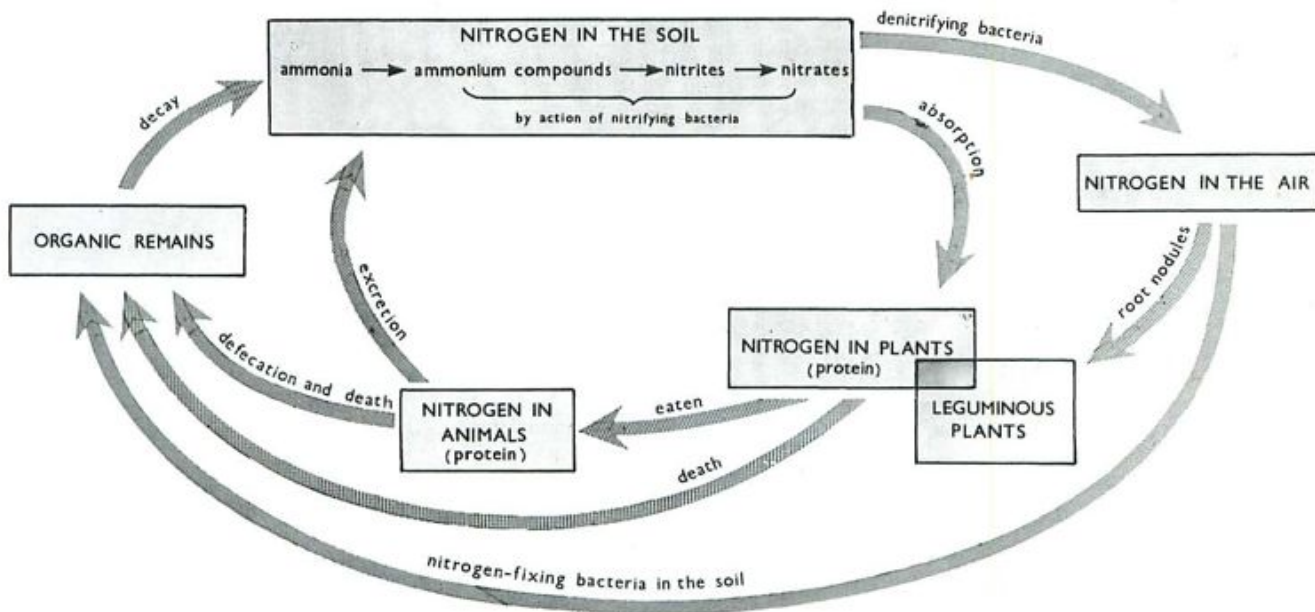 denitrifying bacteria
NITROGEN IN THE SOIL
ammonia → ammonium compounds → nitrites → nitrates
by action of nitrifying bacteria
decay
absorption
NITROGEN IN THE AIR
ORGANIC REMAINS
excretion
root nodules
NITROGEN IN PLANTS
(protein)
LEGUMINOUS
PLANTS
defecation and death
eaten
NITROGEN IN
ANIMALS
(protein)
death
nitrogen-fixing bacteria in the soil